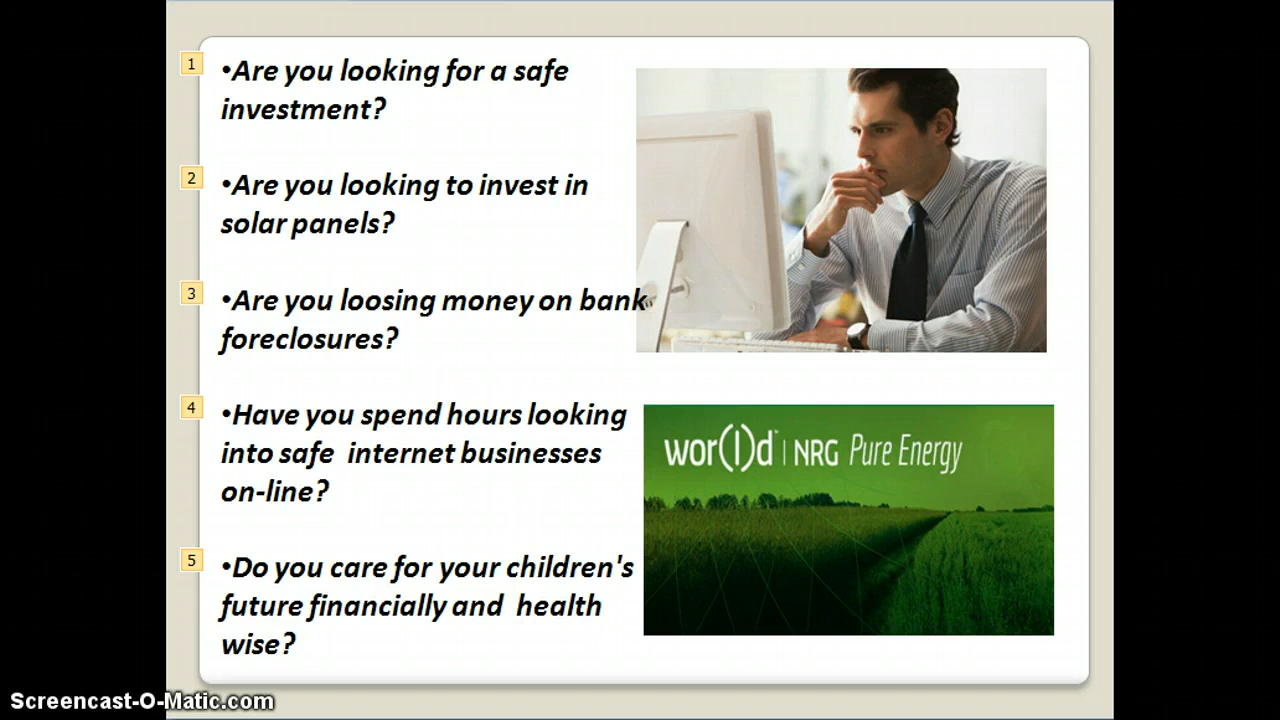 1
•Are you looking for a safe
investment?
2
•Are you looking to invest in
solar panels?
3
•Are you loosing money on bank
foreclosures?
4
•Have you spend hours looking
into safe  internet businesses
on-line?
5
•Do you care for your children's
future financially and  health
wise?
wor(l)d™ | NRG Pure Energy
Screencast-O-Matic.com